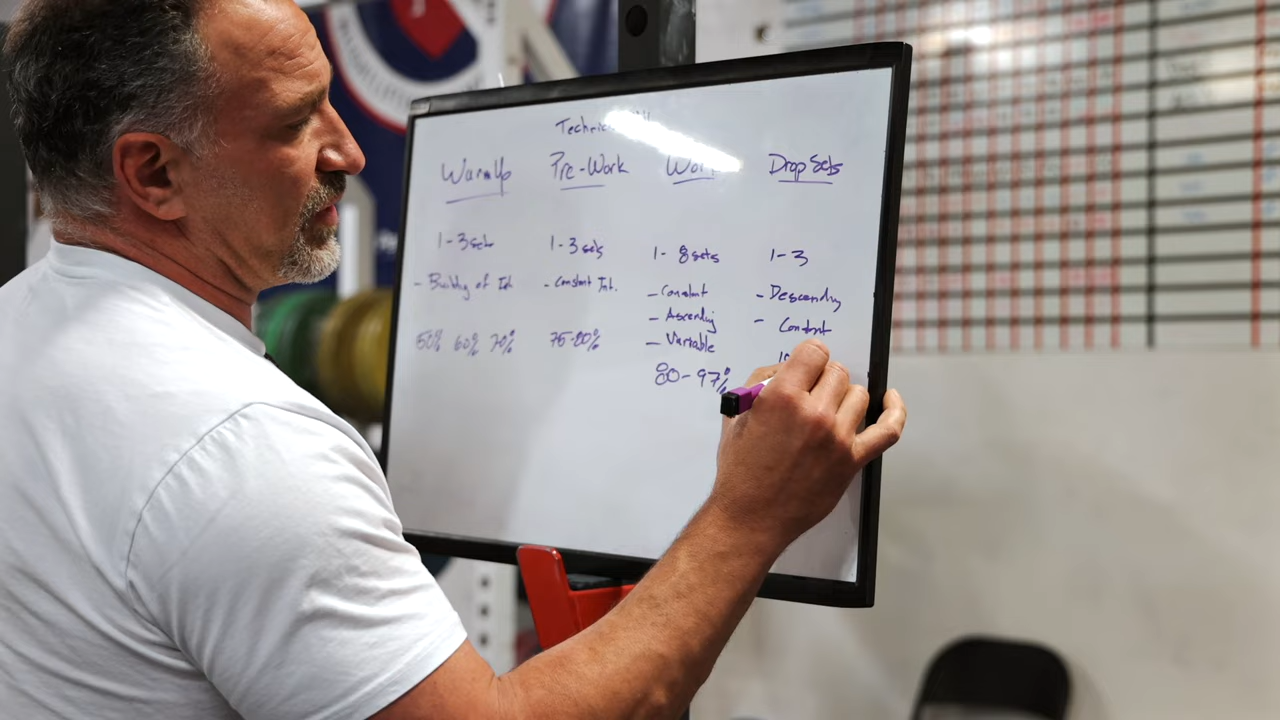 Warm Up
1-3 sets
- Building of Int.
50% 60% 70%
Pre-Work
1-3 sets
- Constant Int.
75-80%
Work
1-8 sets
- Constant
- Ascending
- Variable
80-97%
Drop Sets
1-3
- Descending
- Constant